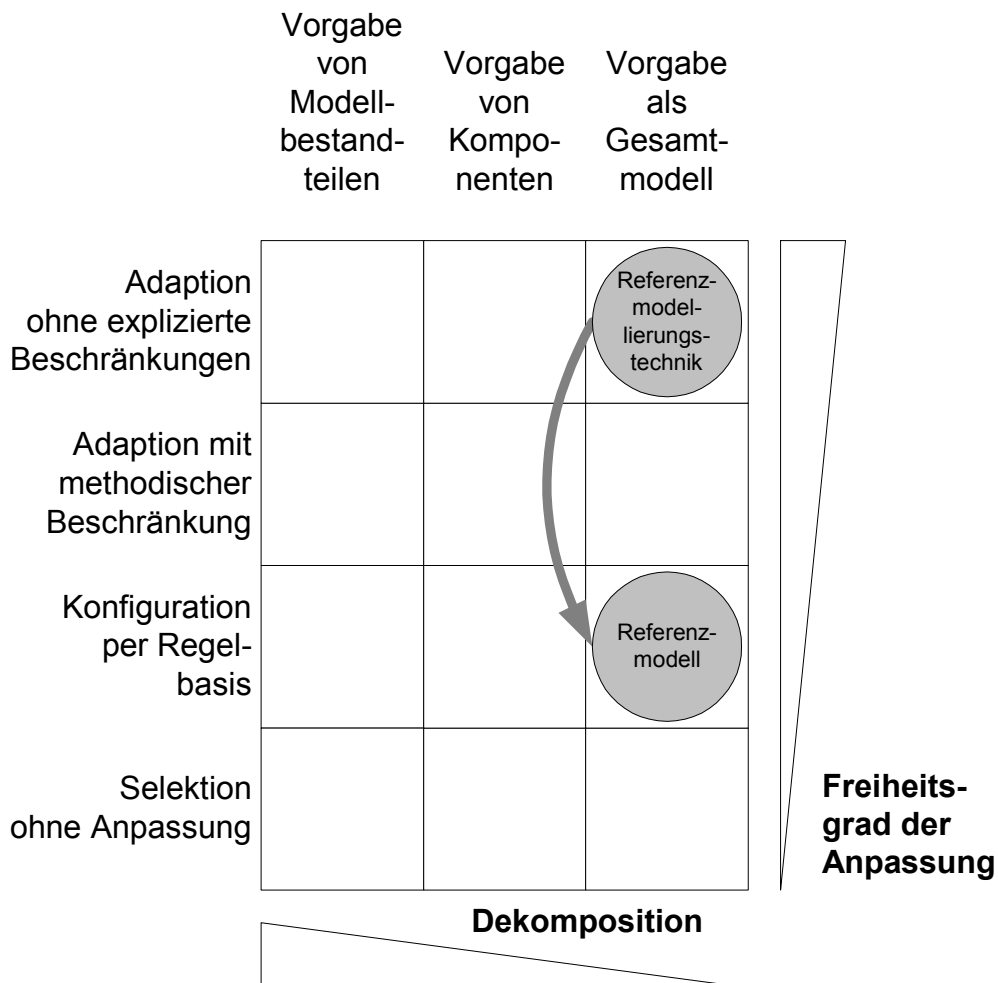 Vorgabe
von
Modell-
bestand-
teilen
Vorgabe
von
Kompo-
nenten
Vorgabe
als
Gesamt-
modell
Adaption
ohne explizierte
Beschränkungen
Referenz-
model-
lierungs-
technik
Adaption mit
methodischer
Beschränkung
Konfiguration
per Regel-
basis
Referenz-
modell
Selektion
ohne Anpassung
Freiheits-
grad der
Anpassung
Dekomposition